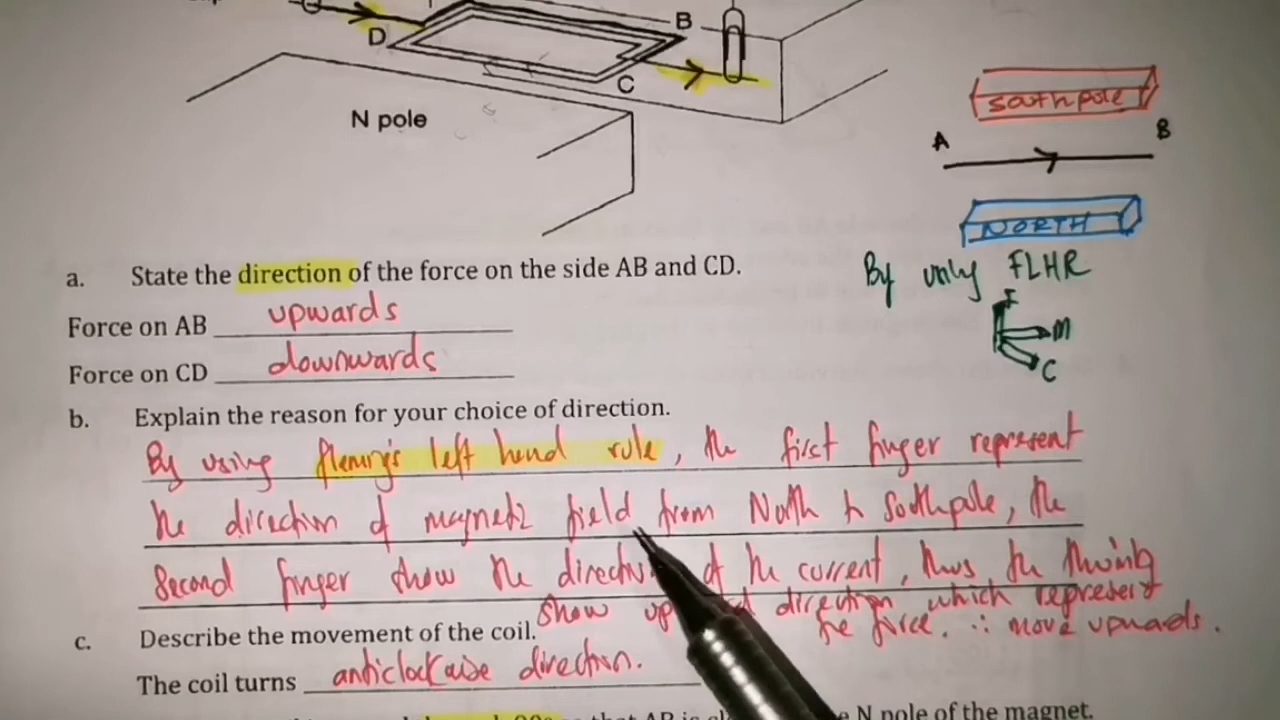 D
B
C
N pole
South pole
A
B
NORTH
By using FLHR
F
M
C
a. State the direction of the force on the side AB and CD.
Force on AB upwards
Force on CD downwards
b. Explain the reason for your choice of direction.
By using fleming's left hand rule, the first finger represent
the direction of magnetic field from North to South pole, the
second finger show the direction of the current, thus the
show direction which represent
the force. ∴ move upwards.
c. Describe the movement of the coil.
The coil turns anticlockwise direction.
that AB is N pole of the magnet.